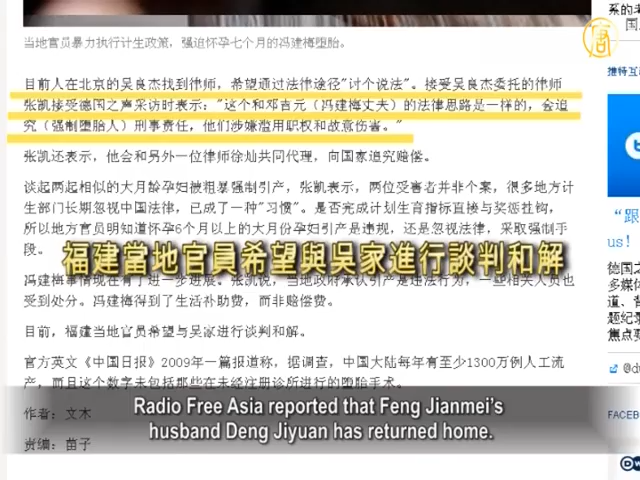 当地官员暴力执行计生政策，强迫怀孕七个月的冯建梅堕胎。
目前人在北京的吴良杰找到律师，希望通过法律途径"讨个说法"。接受吴良杰委托的律师
张凯接受德国之声采访时表示："这个和邓吉元（冯建梅丈夫）的法律思路是一样的，会追
究（强制堕胎人）刑事责任，他们涉嫌滥用职权和故意伤害。"
张凯还表示，他会和另外一位律师徐灿共同代理，向国家追究赔偿。
谈起两起相似的大月龄孕妇被粗暴强制引产，张凯表示，两位受害者并非个案，很多地方计
生部门长期忽视中国法律，已成了一种"习惯"。是否完成计划生育指标直接与奖惩挂钩，
所以地方官员明知道怀孕6个月以上的大月份孕妇引产是违规，还是忽视法律，采取强制手
段。
福建當地官員希望與吳家進行談判和解
冯建梅事情现在有了进一步进展。张凯说，当地政府承认引产是违法行为，一些相关人员也
受到处分。冯建梅得到了生活补助费，而非赔偿费。
目前，福建当地官员希望与吴家进行谈判和解。
官方英文《中国日报》2009年一篇报道称，据调查，中国大陆每年有至少1300万例人工流
产，而且这个数字未包括那些在未经注册诊所进行的堕胎手术。
作者：文木
责编：苗子
Radio Free Asia reported that Feng Jianmei's
husband Deng Jiyuan has returned home.
系的考
国
推特互
"跟
us!
德国之
多媒体
道、
题纪录
焦点
@d
FACEB
DW